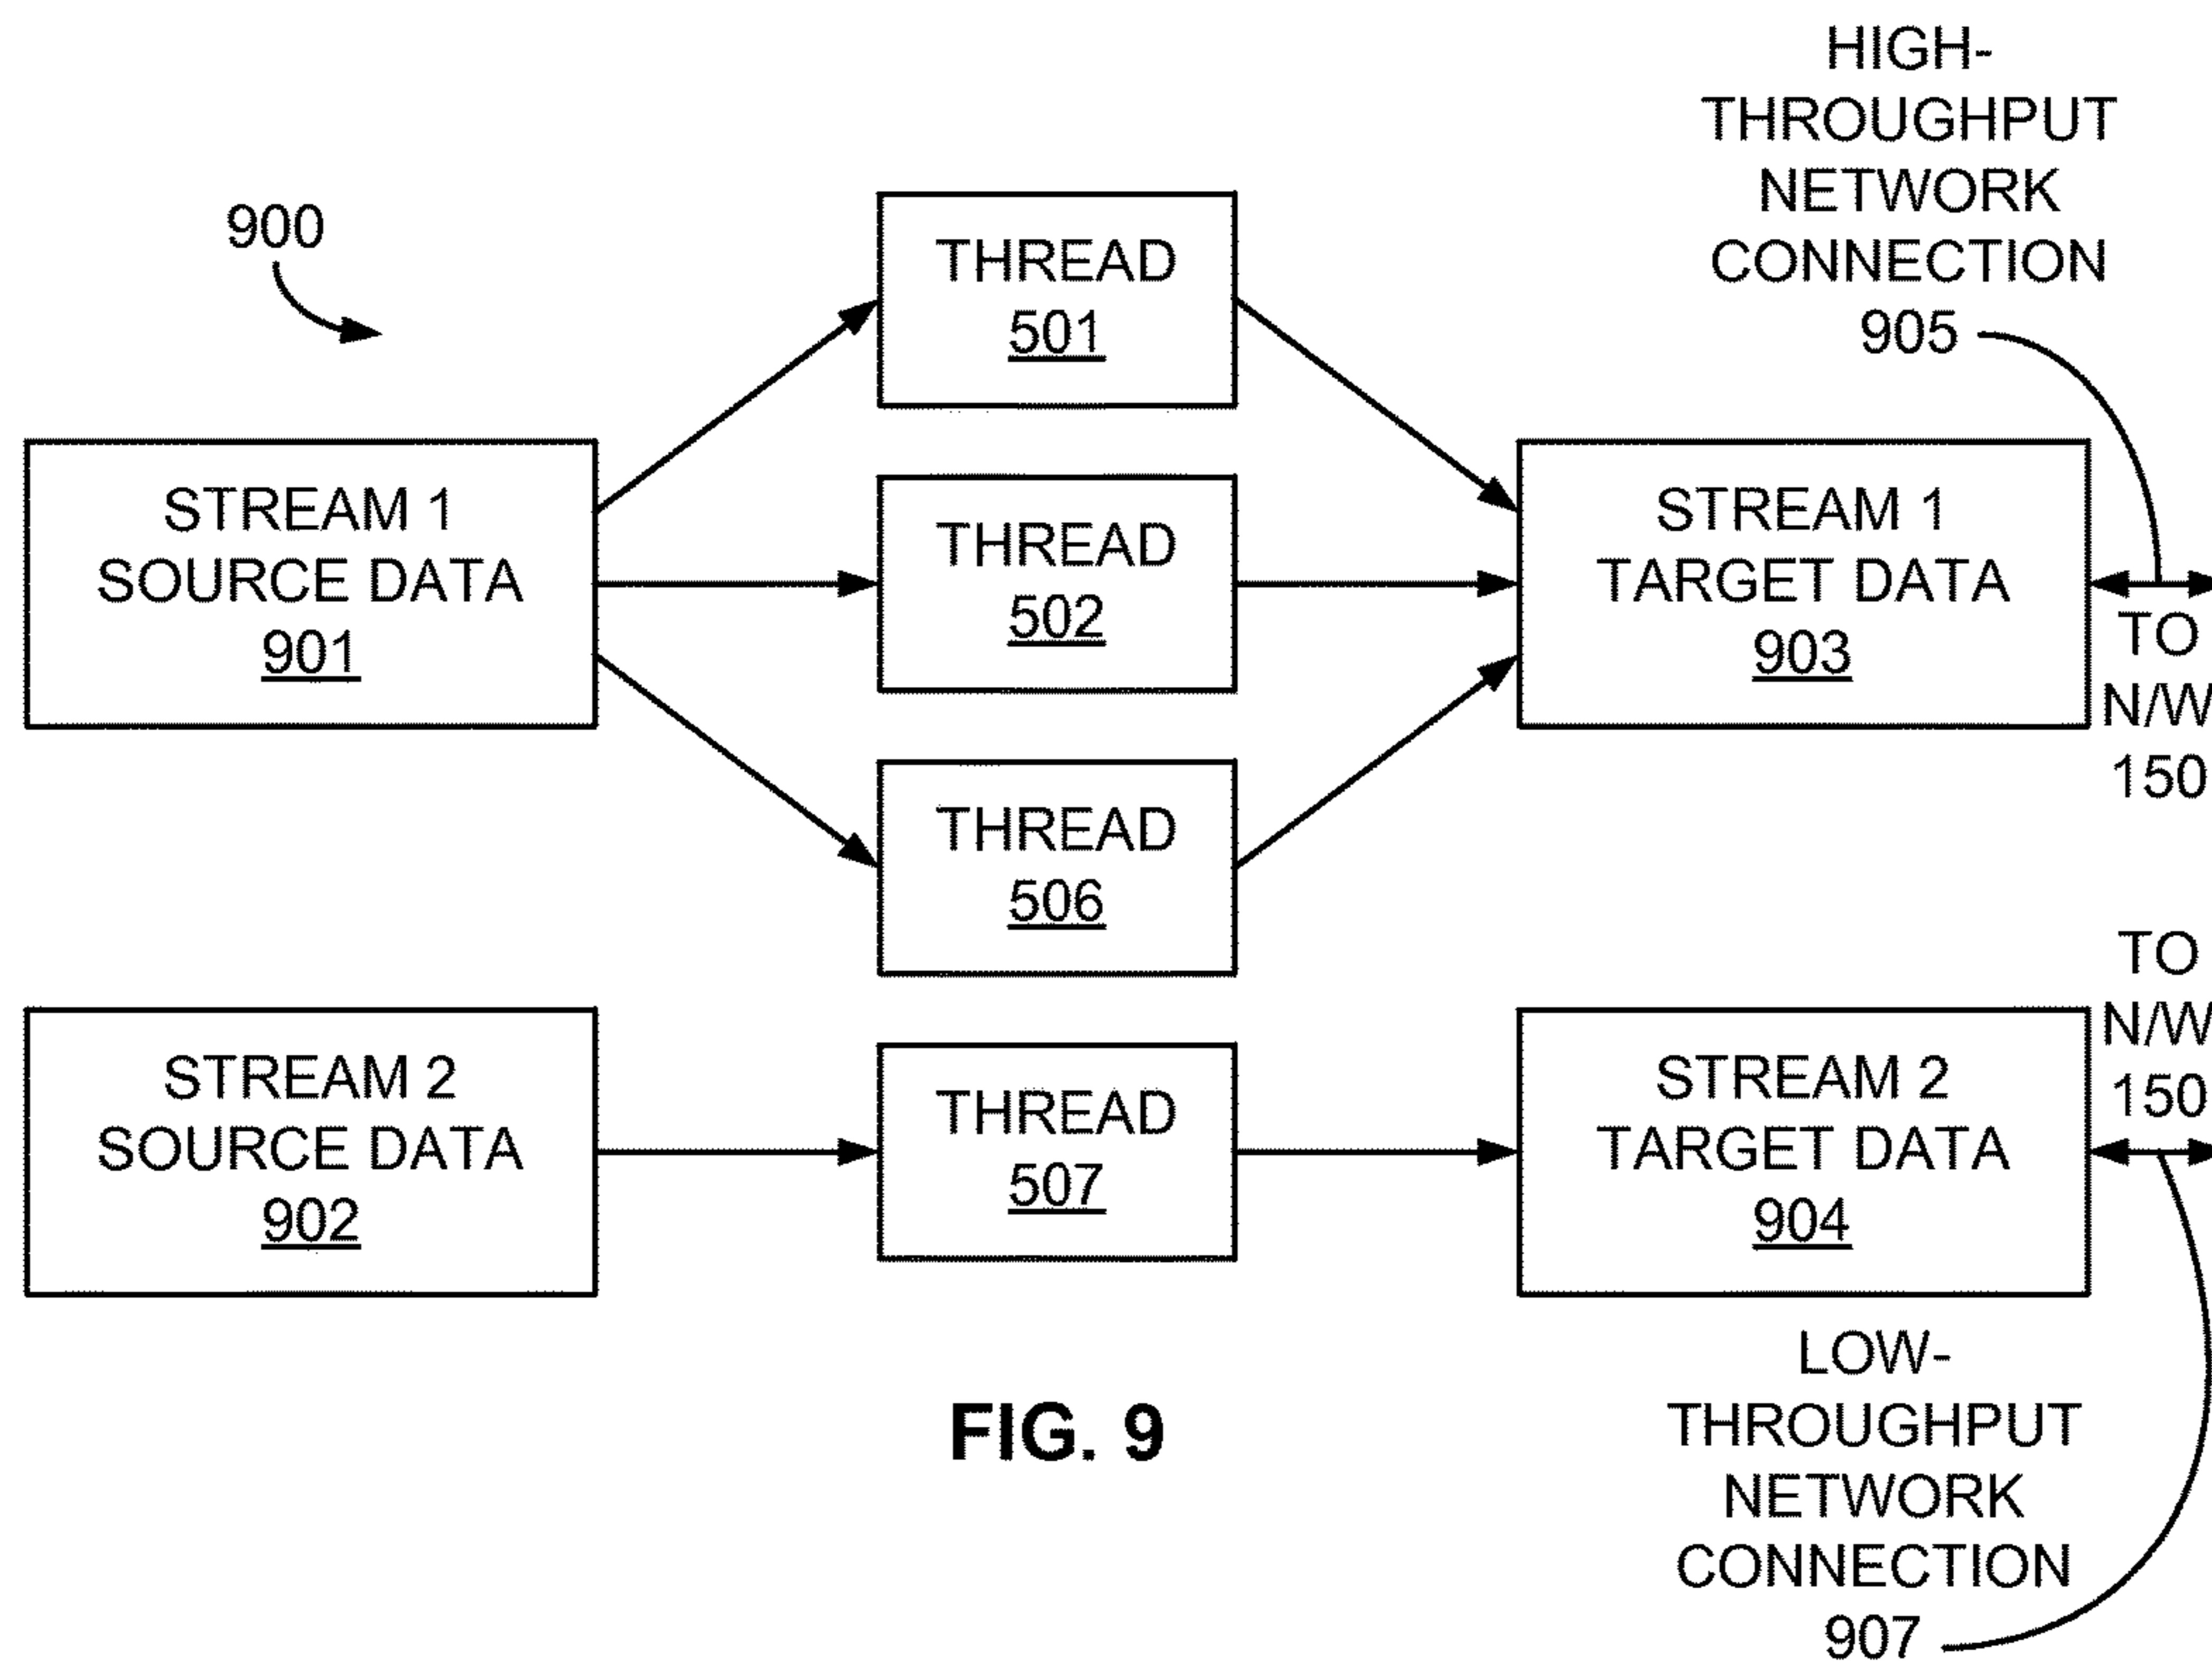 HIGH-
THROUGHPUT
NETWORK
CONNECTION
905
900
THREAD
501
STREAM 1
SOURCE DATA
901
THREAD
502
STREAM 1
TARGET DATA
903
TO
N/W
150
THREAD
506
STREAM 2
SOURCE DATA
902
THREAD
507
STREAM 2
TARGET DATA
904
TO
N/W
150
LOW-
THROUGHPUT
NETWORK
CONNECTION
907
FIG. 9